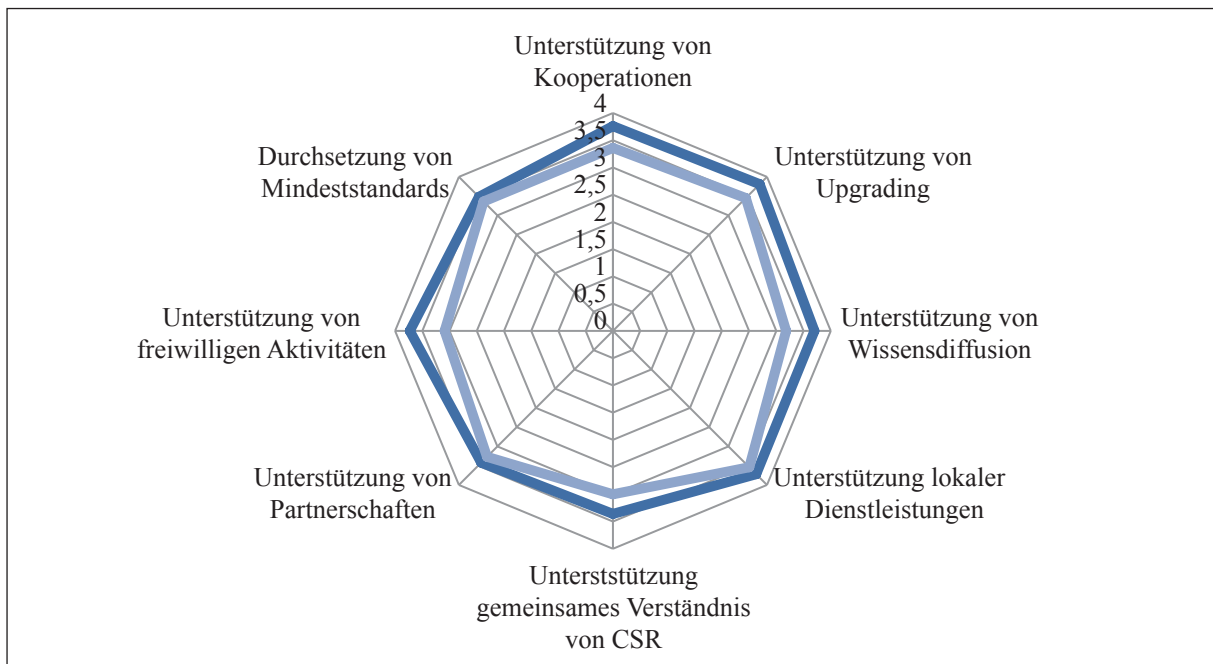 Unterstützung von
Kooperationen
4
3,5
3
2,5
2
1,5
1
0,5
0
Unterstützung von
Upgrading
Unterstützung von
Wissensdiffusion
Unterstützung lokaler
Dienstleistungen
Unterststützung
gemeinsames Verständnis
von CSR
Unterstützung von
Partnerschaften
Unterstützung von
freiwilligen Aktivitäten
Durchsetzung von
Mindeststandards